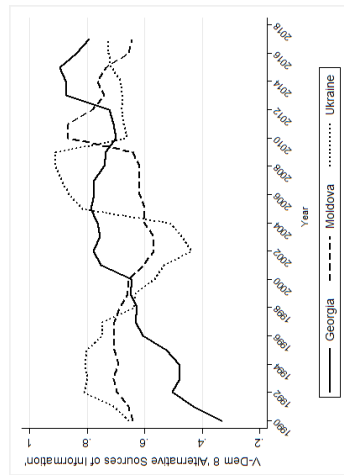 V-Dem 8 'Alternative Sources of Information'
1
.8
.6
.4
.2
1990 1992 1994 1996 1998 2000 2002 2004 2006 2008 2010 2012 2014 2016 2018
Year
Georgia Moldova Ukraine